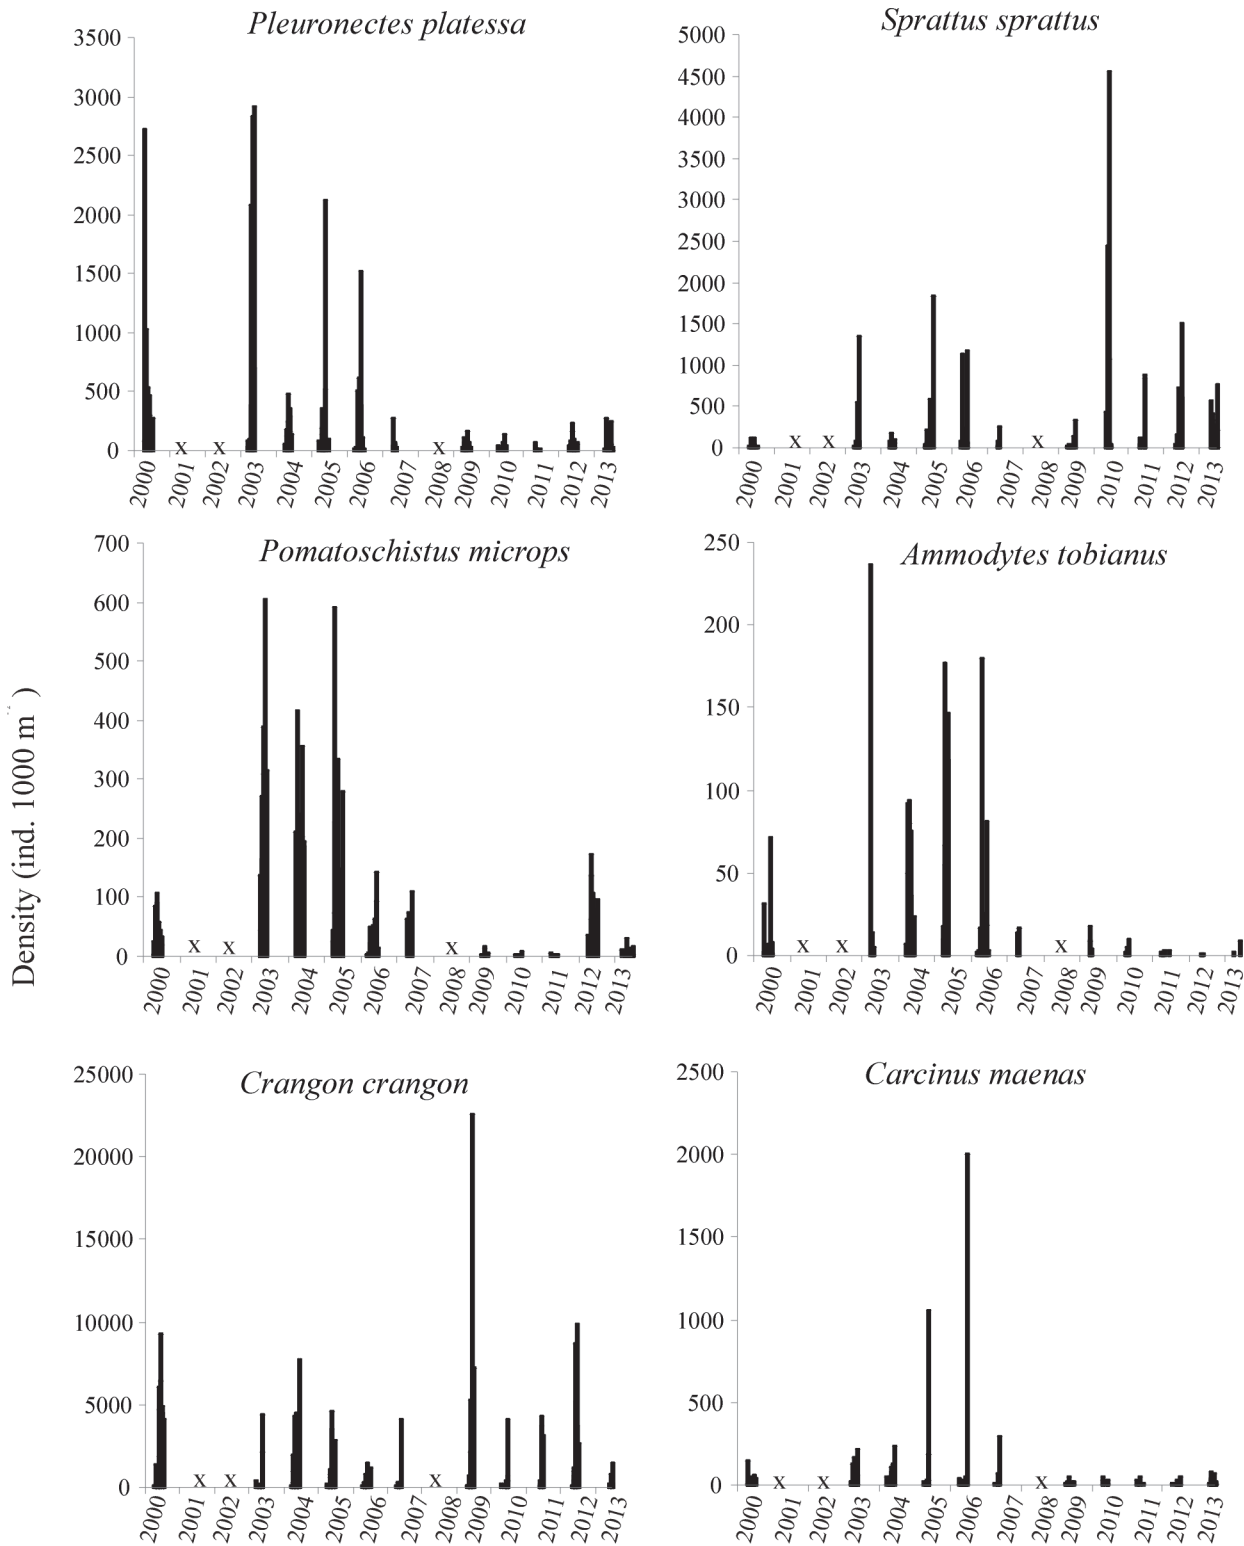 Pleuronectes platessa
3500
3000
2500
2000
1500
1000
500
0
x x x
2000 2001 2002 2003 2004 2005 2006 2007 2008 2009 2010 2011 2012 2013
Sprattus sprattus
5000
4500
4000
3500
3000
2500
2000
1500
1000
500
0
x x x
2000 2001 2002 2003 2004 2005 2006 2007 2008 2009 2010 2011 2012 2013
Density (ind. 1000 m⁻²)
Pomatoschistus microps
700
600
500
400
300
200
100
0
x x x
2000 2001 2002 2003 2004 2005 2006 2007 2008 2009 2010 2011 2012 2013
Ammodytes tobianus
250
200
150
100
50
0
x x x
2000 2001 2002 2003 2004 2005 2006 2007 2008 2009 2010 2011 2012 2013
Crangon crangon
25000
20000
15000
10000
5000
0
x x x
2000 2001 2002 2003 2004 2005 2006 2007 2008 2009 2010 2011 2012 2013
Carcinus maenas
2500
2000
1500
1000
500
0
x x x
2000 2001 2002 2003 2004 2005 2006 2007 2008 2009 2010 2011 2012 2013